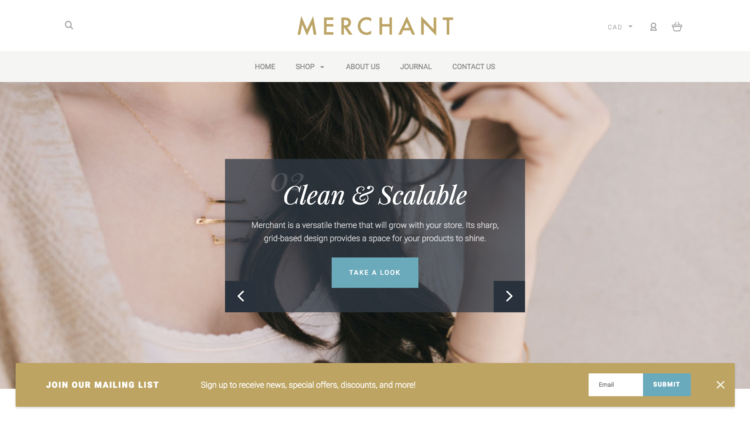 MERCHANT
CAD
HOME SHOP ABOUT US JOURNAL CONTACT US
02
Clean & Scalable
Merchant is a versatile theme that will grow with your store. Its sharp,
grid-based design provides a space for your products to shine.
TAKE A LOOK
JOIN OUR MAILING LIST Sign up to receive news, special offers, discounts, and more! Email SUBMIT